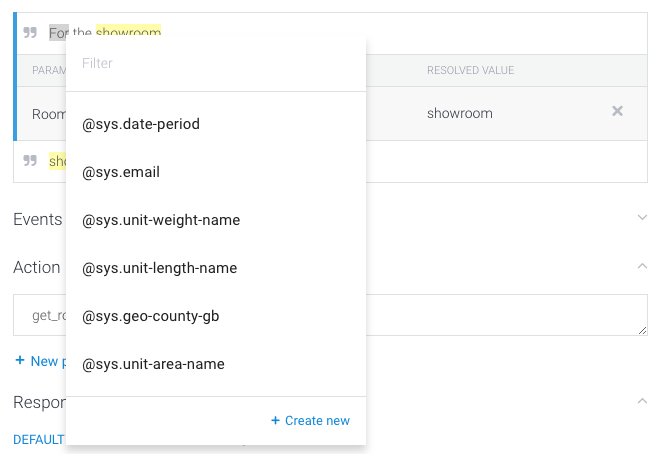 For the showroom
Filter
PARAM
RESOLVED VALUE
Room
showroom
@sys.date-period
@sys.email
@sys.unit-weight-name
@sys.unit-length-name
@sys.geo-county-gb
@sys.unit-area-name
+ Create new
sho
Events
Action
get_ro
+ New p
Respon
DEFAULT